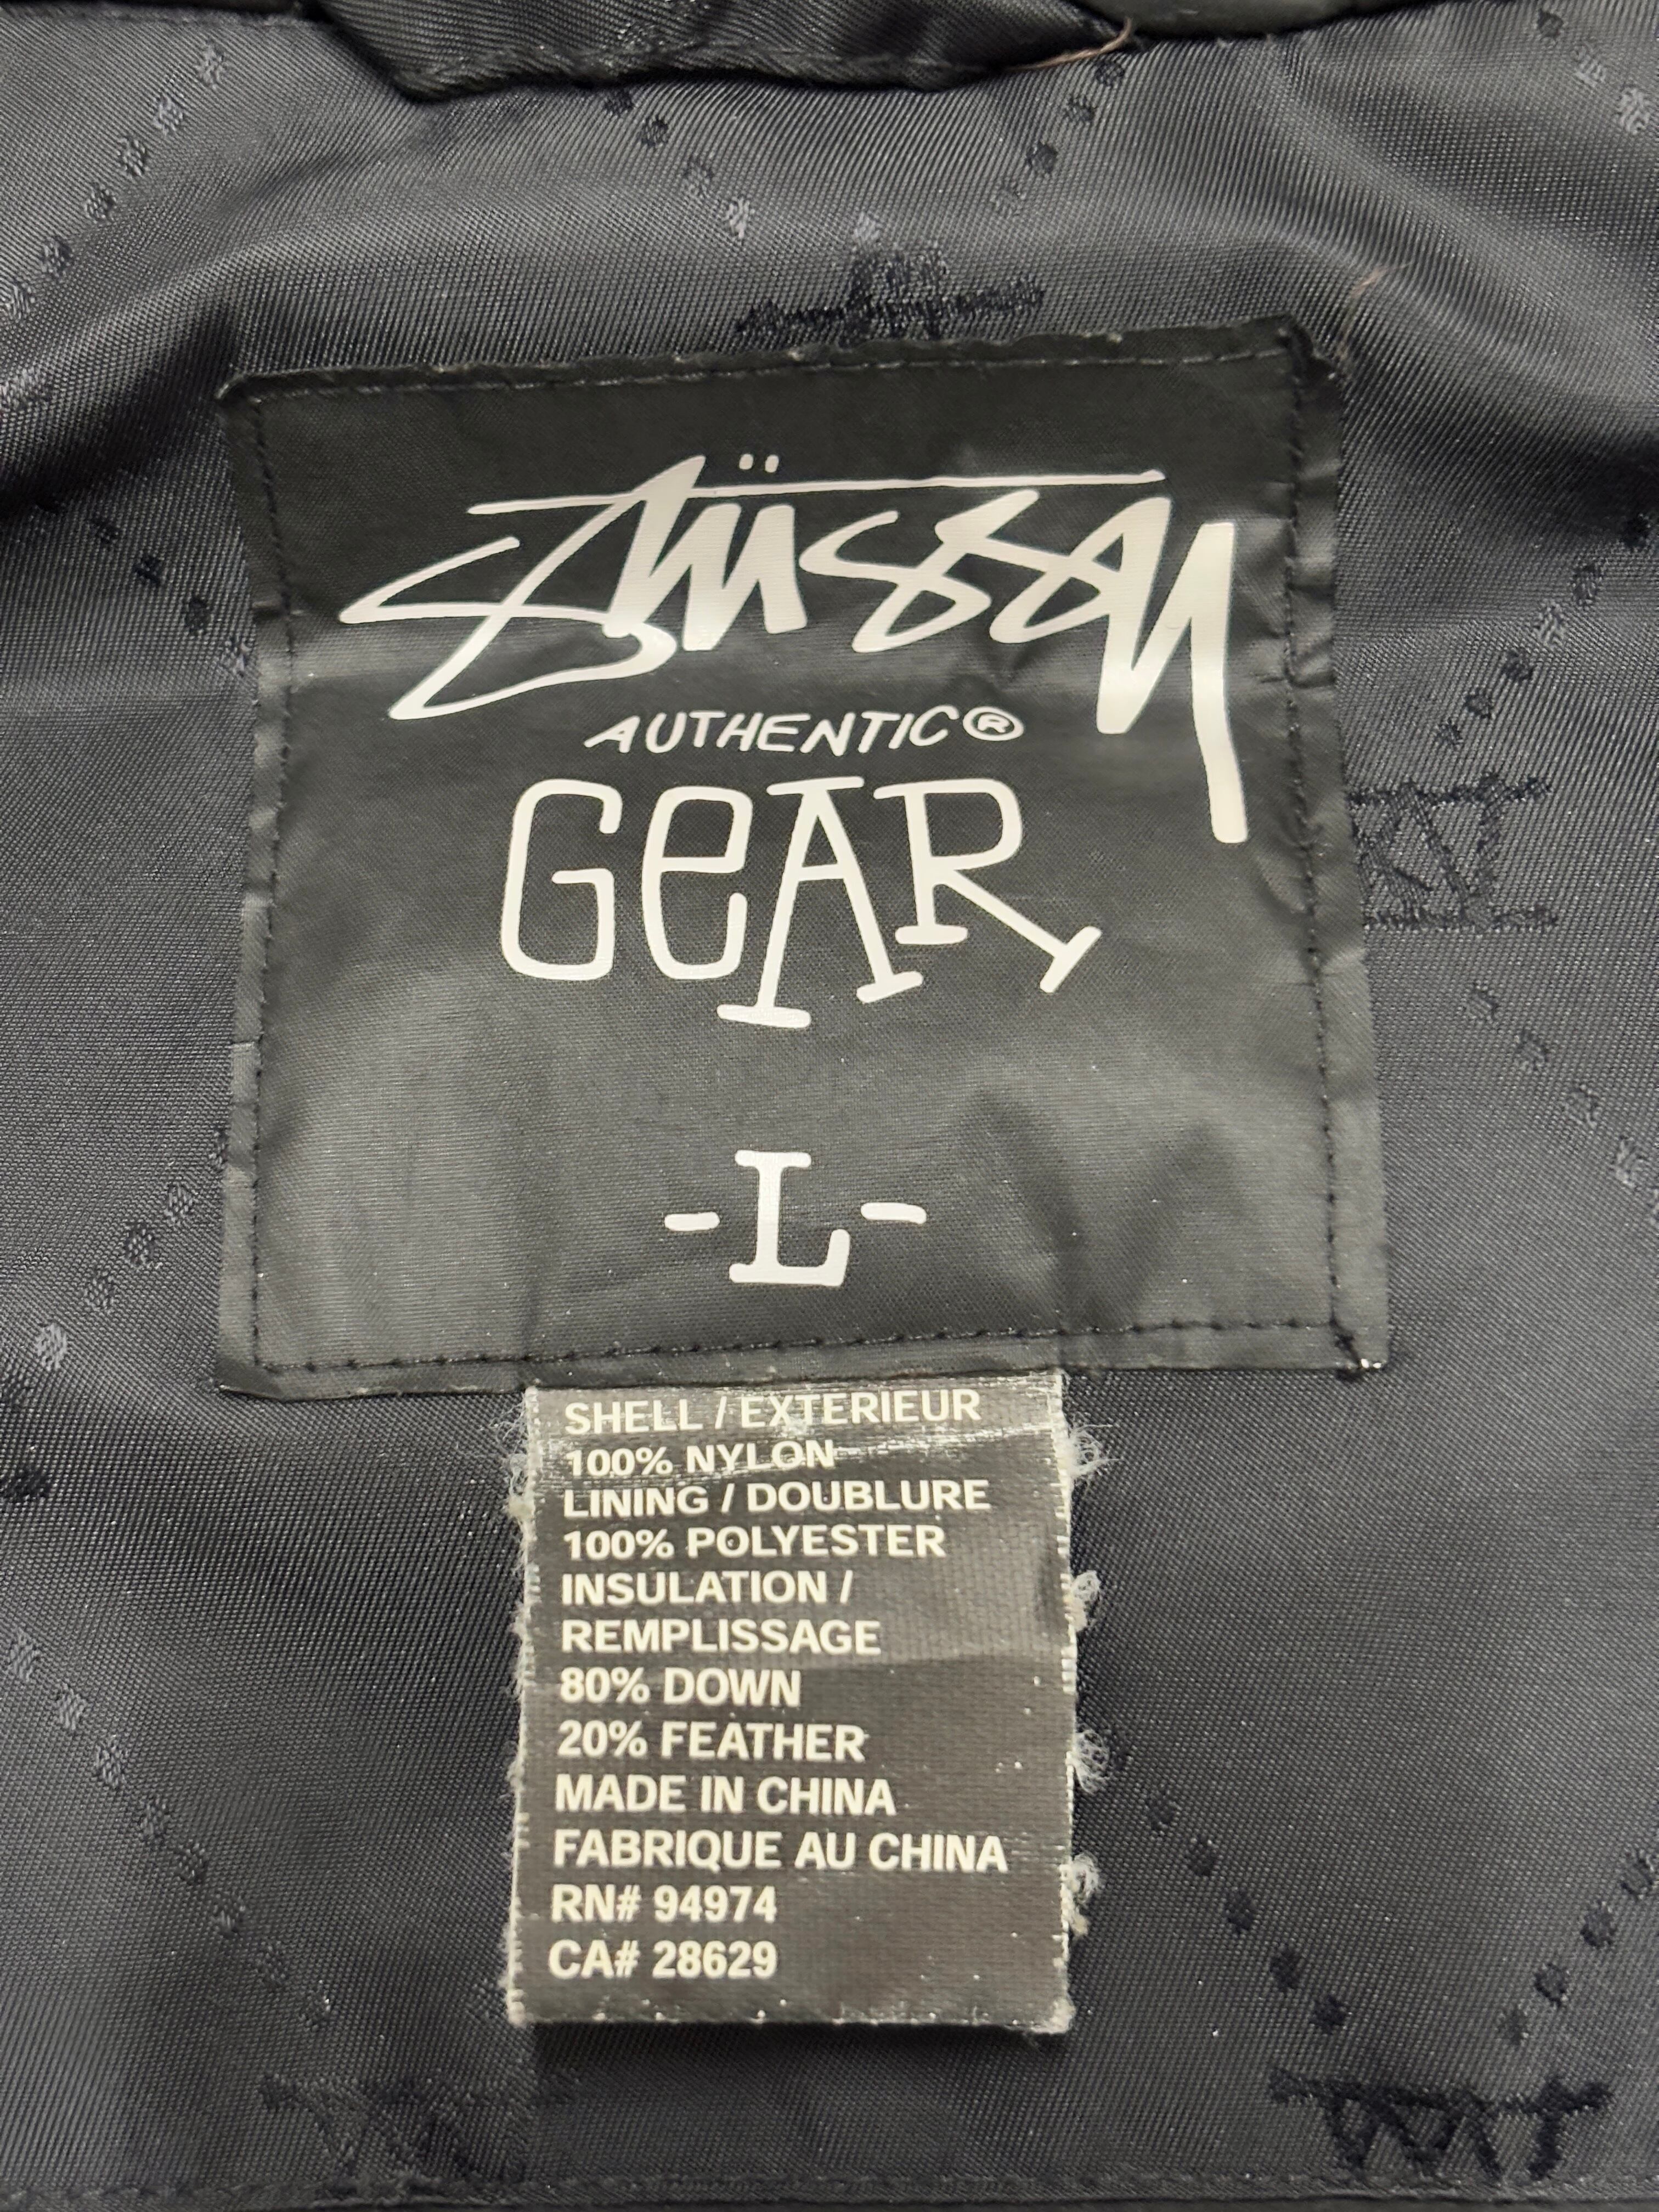 Stüssy
AUTHENTIC®
GEAR
-L-
SHELL / EXTERIEUR
100% NYLON
LINING / DOUBLURE
100% POLYESTER
INSULATION /
REMPLISSAGE
80% DOWN
20% FEATHER
MADE IN CHINA
FABRIQUE AU CHINA
RN# 94974
CA# 28629